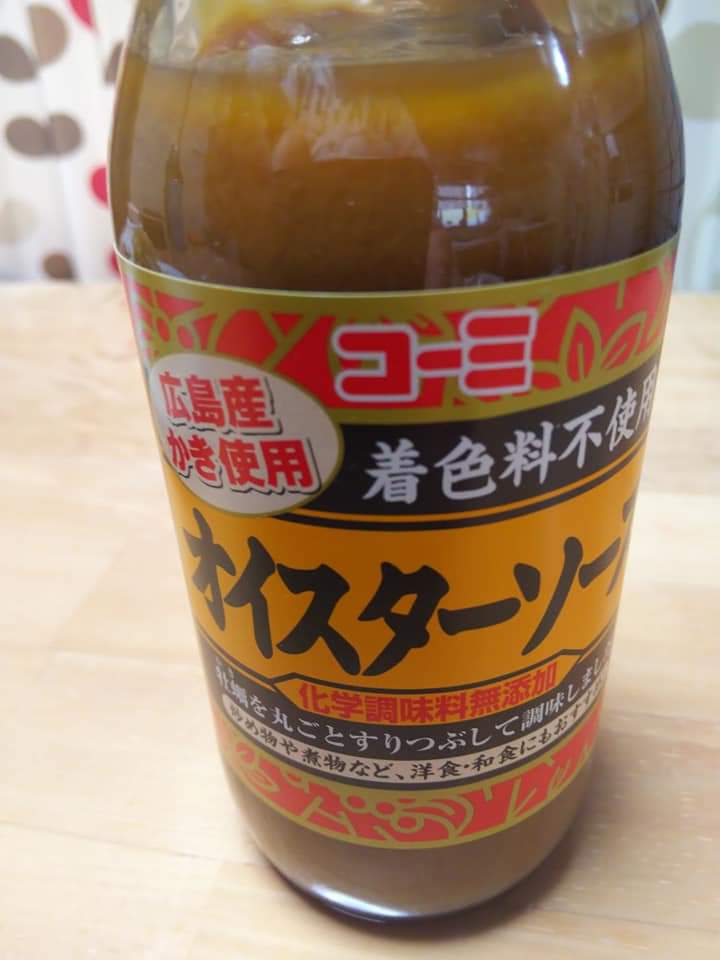 コーミ
広島産
かき使用
着色料不使用
オイスターソー
化学調味料無添加
牡蠣を丸ごとすりつぶして調味しまし
炒め物や煮物など、洋食・和食にもおすす